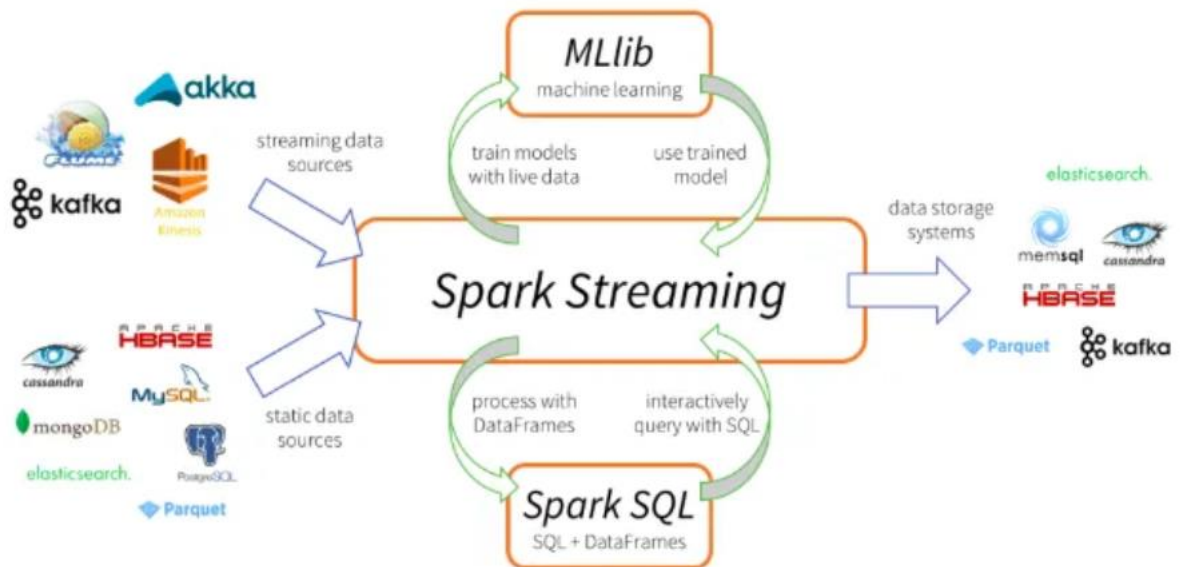 MLlib
machine learning
akka
FLUME
kafka
Amazon
Kinesis
streaming data
sources
train models
with live data
use trained
model
data storage
systems
elasticsearch.
memsql
cassandra
APACHE
HBASE
Parquet
kafka
Spark Streaming
APACHE
HBASE
cassandra
MySQL.
mongoDB
PostgreSQL
elasticsearch.
Parquet
static data
sources
process with
DataFrames
interactively
query with SQL
Spark SQL
SQL + DataFrames